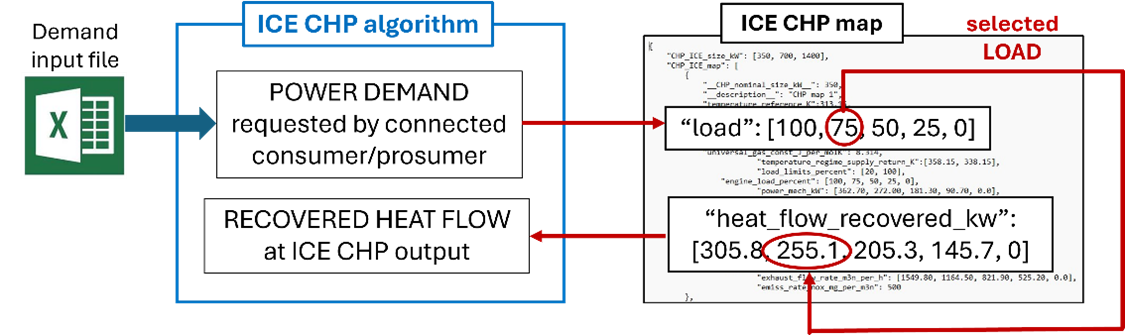 Demand
input file
X
ICE CHP algorithm
POWER DEMAND
requested by connected
consumer/prosumer
RECOVERED HEAT FLOW
at ICE CHP output
ICE CHP map
selected
LOAD
{
"CHP_ICE_size_kW": [350, 700, 1400],
"CHP_ICE_map": [
{
"__CHP_nominal_size_kW__": 350,
"__description__": "CHP map 1",
"temperature_reference_K":313.1
“load”: [100, 75, 50, 25, 0]
"temperature_regime_supply_return_K":[358.15, 338.15],
"load_limits_percent": [20, 100],
"engine_load_percent": [100, 75, 50, 25, 0],
"power_mech_kW": [362.70, 272.00, 181.30, 90.70, 0.0],
“heat_flow_recovered_kw”:
[305.8, 255.1, 205.3, 145.7, 0]
"exhaust_flow_rate_m3n_per_h": [1549.80, 1164.50, 821.90, 525.20, 0.0],
"emiss_rate_nox_mg_per_m3n": 500
},